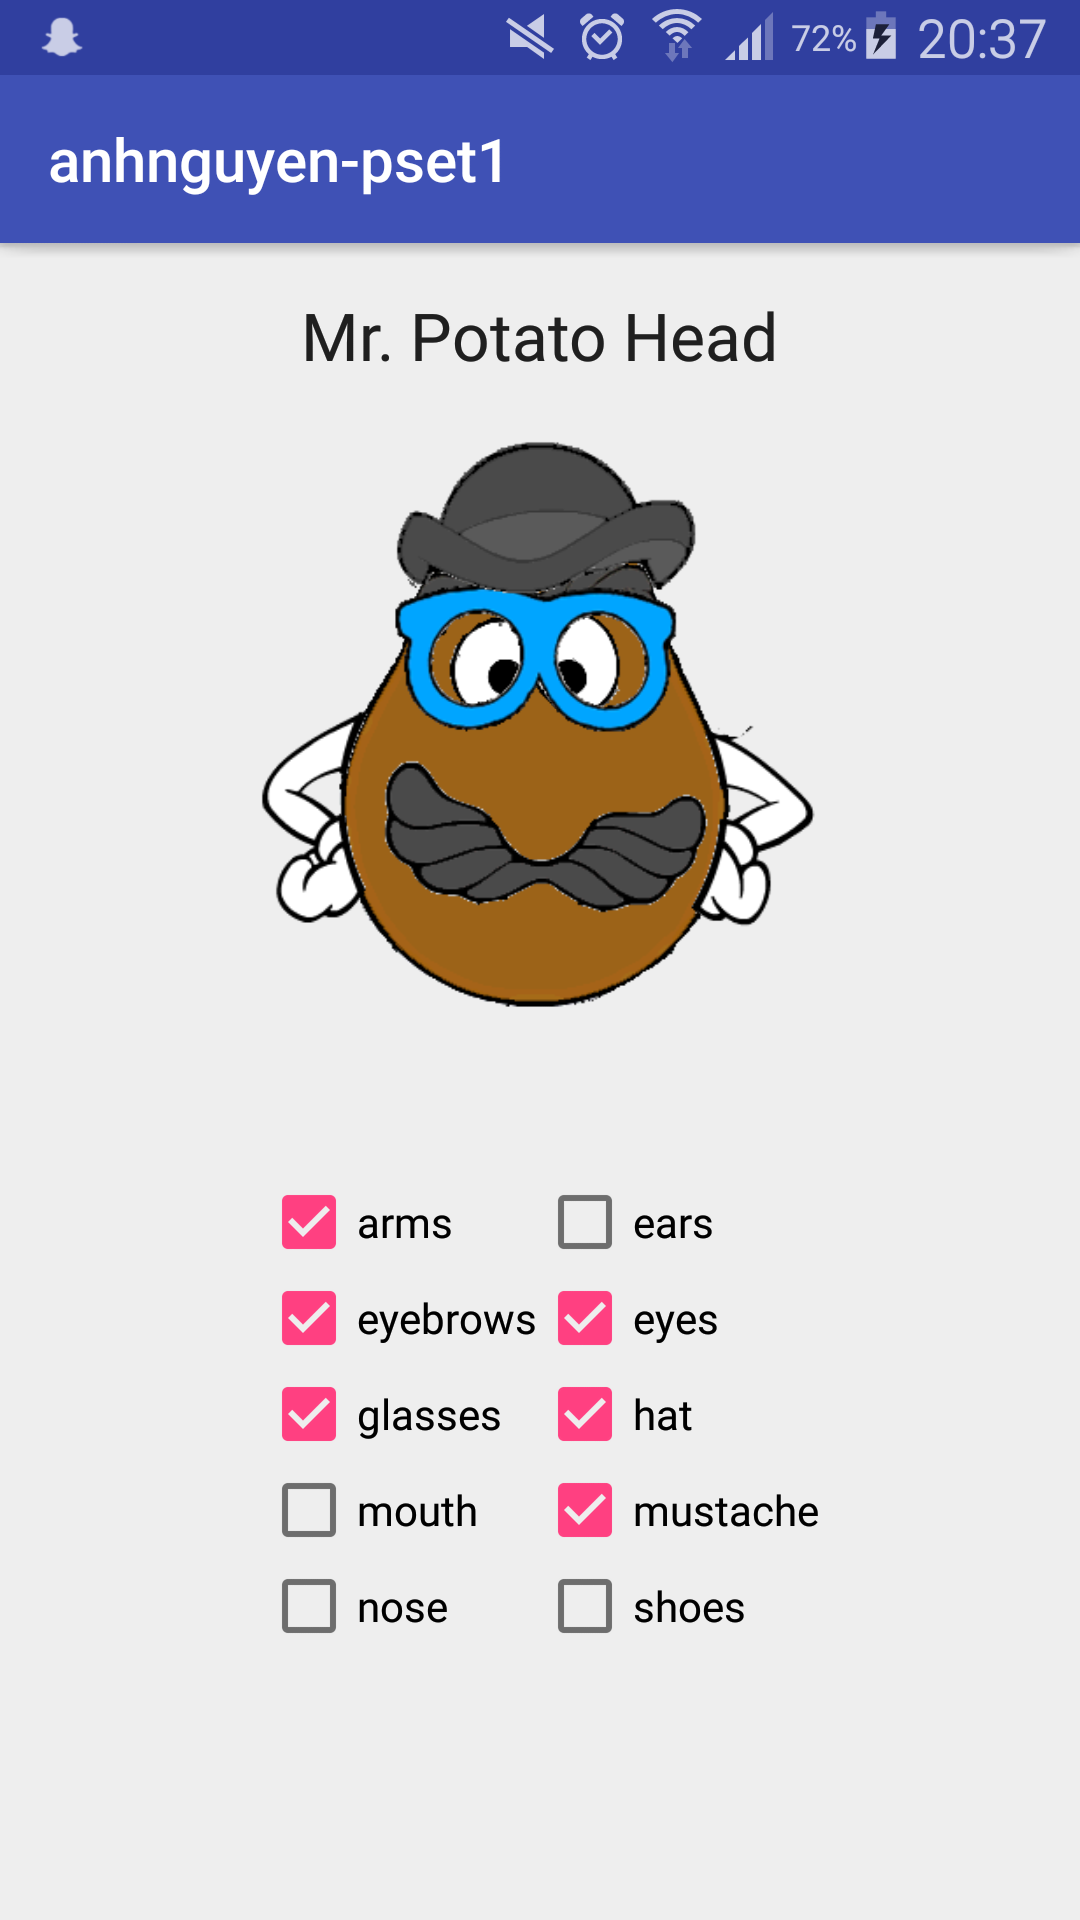 72% 20:37
anhnguyen-pset1
Mr. Potato Head
arms ears
eyebrows eyes
glasses hat
mouth mustache
nose shoes